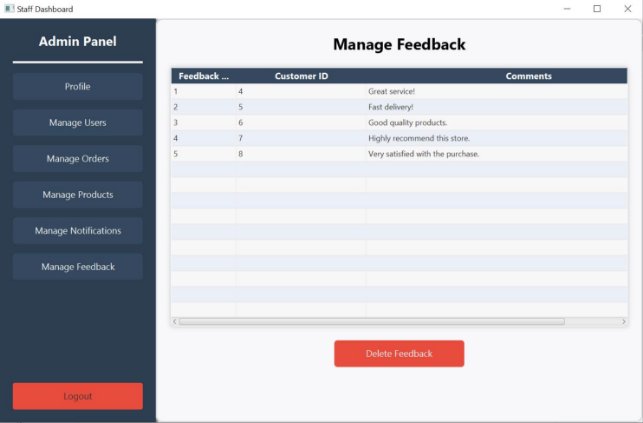 Staff Dashboard
Admin Panel
Profile
Manage Users
Manage Orders
Manage Products
Manage Notifications
Manage Feedback
Logout
Manage Feedback
Feedback ... Customer ID Comments
1 4 Great service!
2 5 Fast delivery!
3 6 Good quality products.
4 7 Highly recommend this store.
5 8 Very satisfied with the purchase.
Delete Feedback